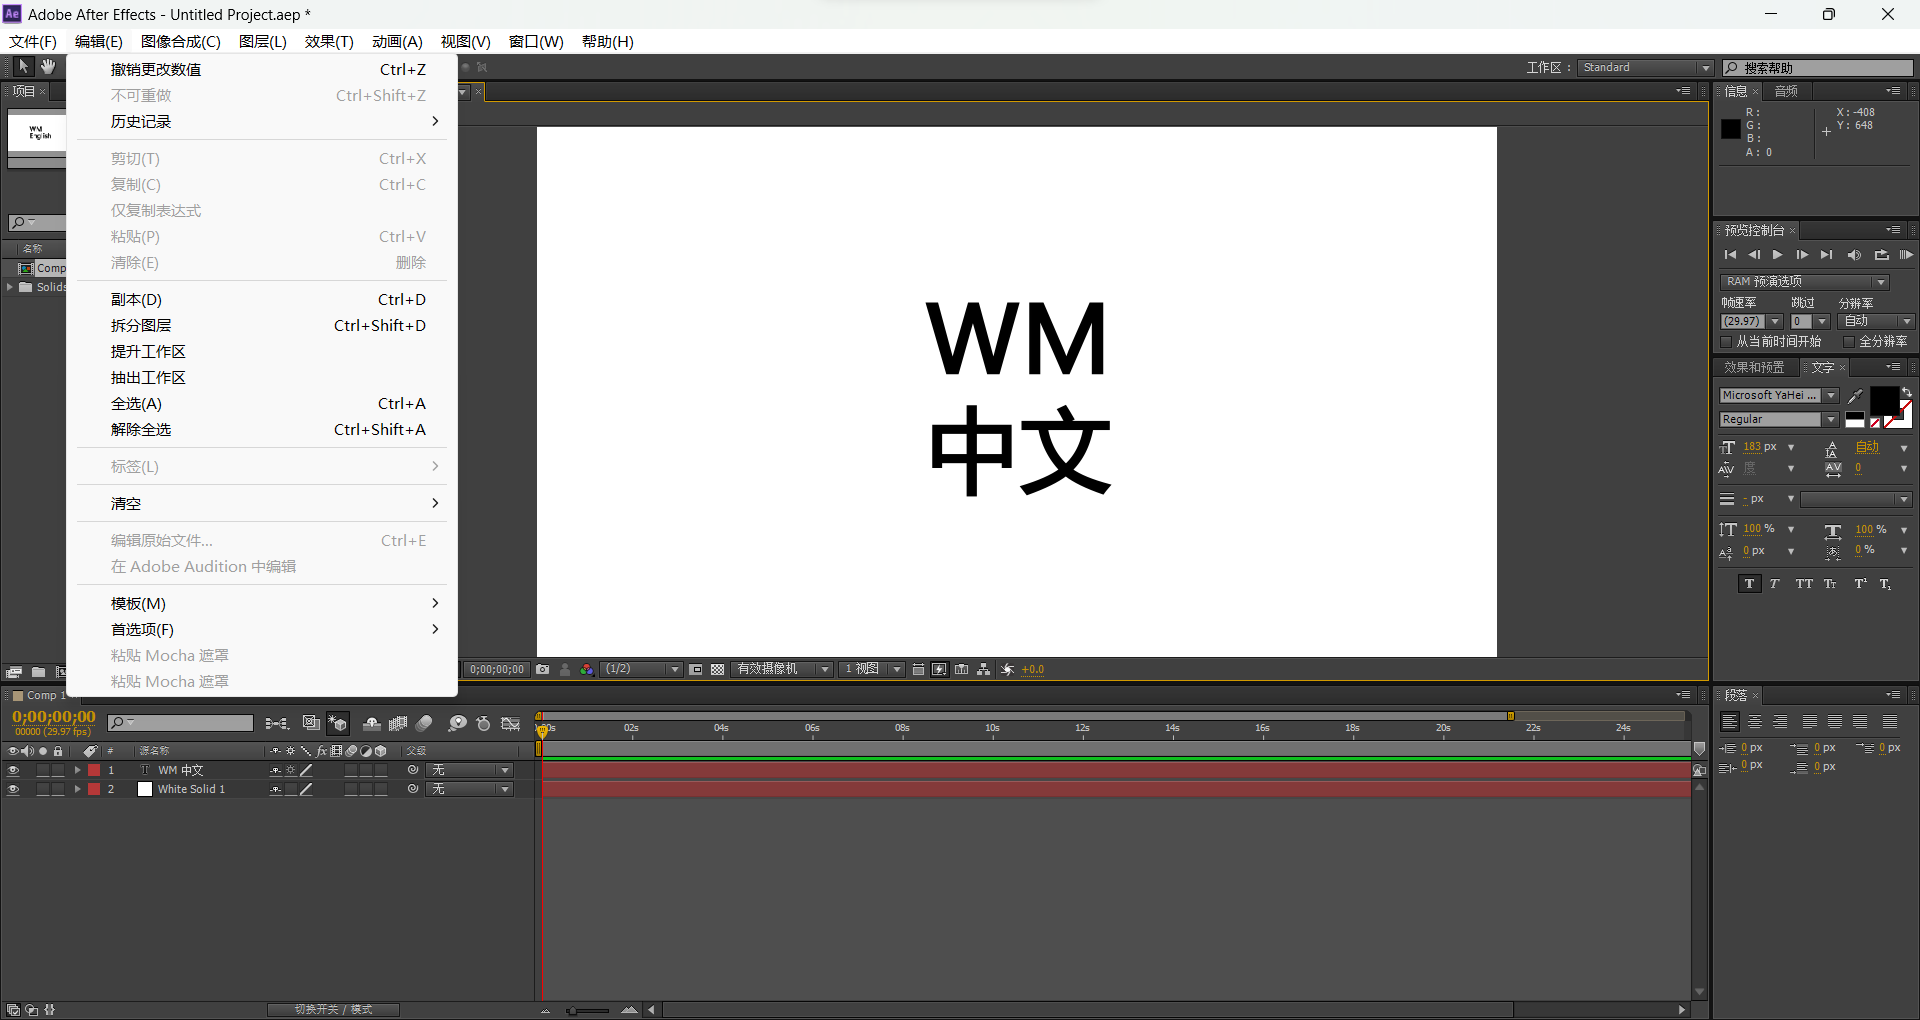 Ae Adobe After Effects - Untitled Project.aep *
文件(F) 编辑(E) 图像合成(C) 图层(L) 效果(T) 动画(A) 视图(V) 窗口(W) 帮助(H)
工作区： Standard 搜索帮助
撤销更改数值 Ctrl+Z
不可重做 Ctrl+Shift+Z
历史记录
剪切(T) Ctrl+X
复制(C) Ctrl+C
仅复制表达式
粘贴(P) Ctrl+V
清除(E) 删除
副本(D) Ctrl+D
拆分图层 Ctrl+Shift+D
提升工作区
抽出工作区
全选(A) Ctrl+A
解除全选 Ctrl+Shift+A
标签(L)
清空
编辑原始文件... Ctrl+E
在 Adobe Audition 中编辑
模板(M)
首选项(F)
粘贴 Mocha 遮罩
粘贴 Mocha 遮罩
项目
WM
English
名称
Comp
Solids
WM
中文
0;00;00;00 (1/2) 有效摄像机 1 视图 +0.0
信息 音频
R:
G:
B:
A: 0
X: -408
Y: 648
预览控制台
RAM 预演选项
帧速率 跳过 分辨率
(29.97) 0 自动
从当前时间开始 全分辨率
效果和预置 文字
Microsoft YaHei ...
Regular
183 px 自动
度 0
- px
100 % 100 %
0 px 0 %
T T TT Tt T¹ T₁
Comp 1
0;00;00;00
00000 (29.97 fps)
02s 04s 06s 08s 10s 12s 14s 16s 18s 20s 22s 24s
# 源名称 父级
1 T WM 中文 无
2 White Solid 1 无
切换开关 / 模式
段落
0 px 0 px 0 px
0 px 0 px